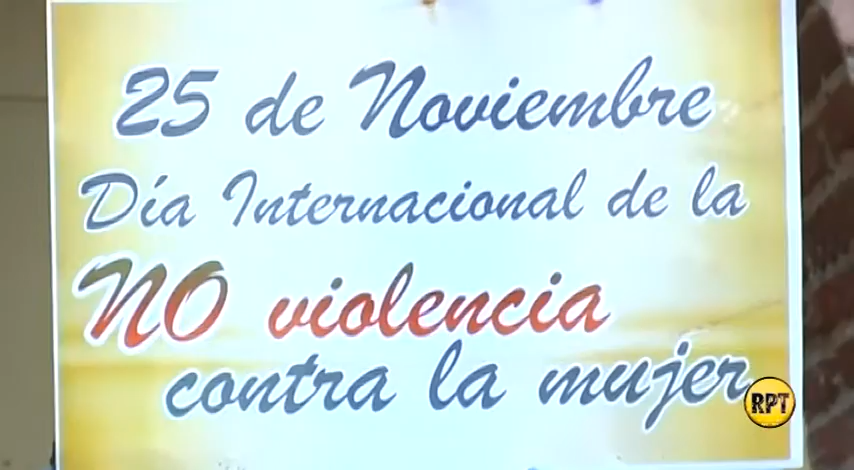 25 de Noviembre
Día Internacional de la
NO violencia
contra la mujer
RPT